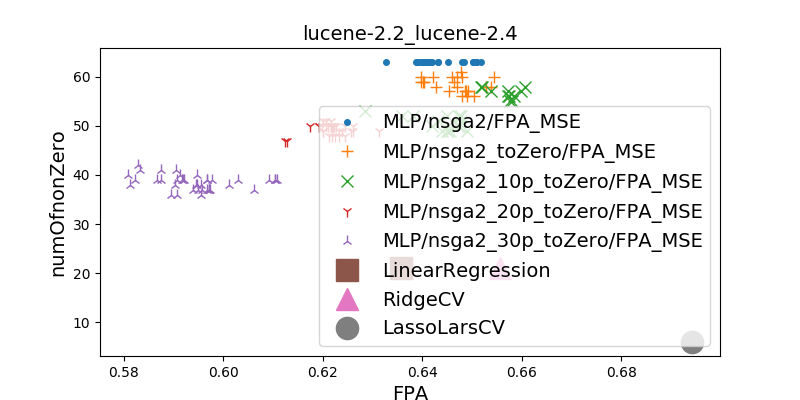 lucene-2.2_lucene-2.4
numOfnonZero
60
50
40
30
20
10
MLP/nsga2/FPA_MSE
MLP/nsga2_toZero/FPA_MSE
MLP/nsga2_10p_toZero/FPA_MSE
MLP/nsga2_20p_toZero/FPA_MSE
MLP/nsga2_30p_toZero/FPA_MSE
LinearRegression
RidgeCV
LassoLarsCV
0.58 0.60 0.62 0.64 0.66 0.68
FPA